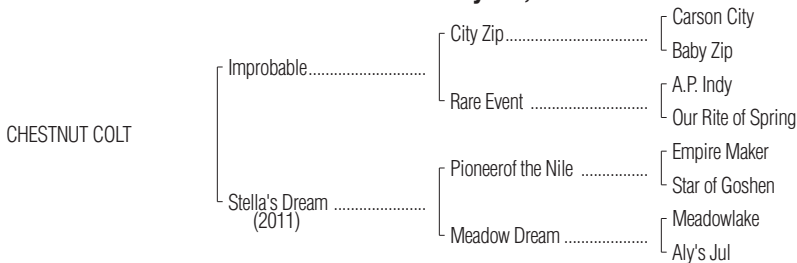 Carson City
City Zip
Baby Zip
Improbable
A.P. Indy
Rare Event
Our Rite of Spring
CHESTNUT COLT
Empire Maker
Pioneerof the Nile
Star of Goshen
Stella's Dream
(2011)
Meadowlake
Meadow Dream
Aly's Jul